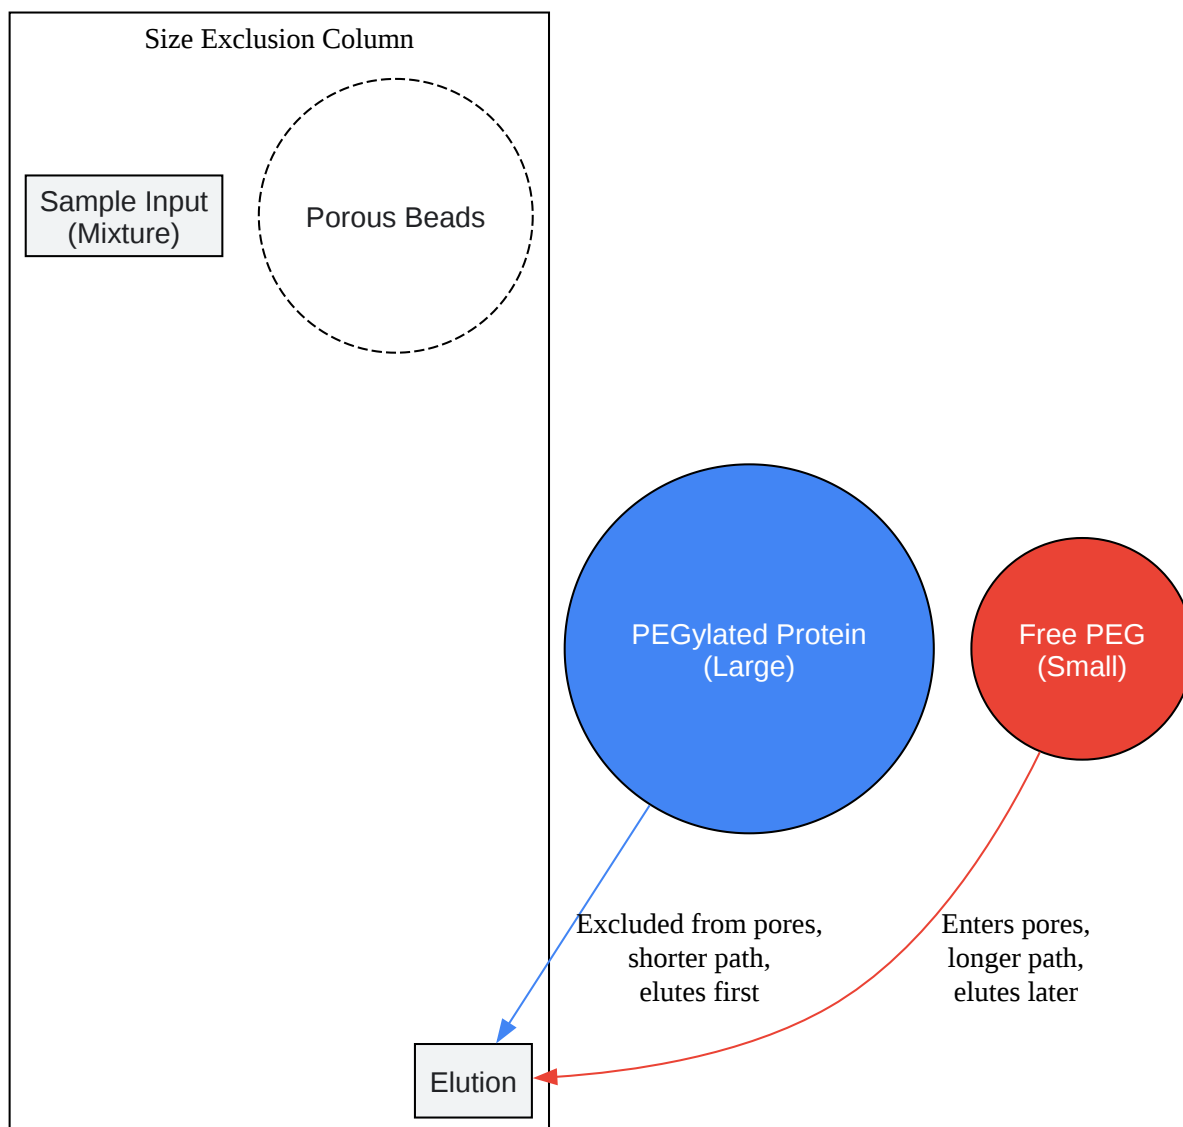 Size Exclusion Column
Sample Input
(Mixture)
Porous Beads
PEGylated Protein
(Large)
Free PEG
(Small)
Excluded from pores,
shorter path,
elutes first
Enters pores,
longer path,
elutes later
Elution